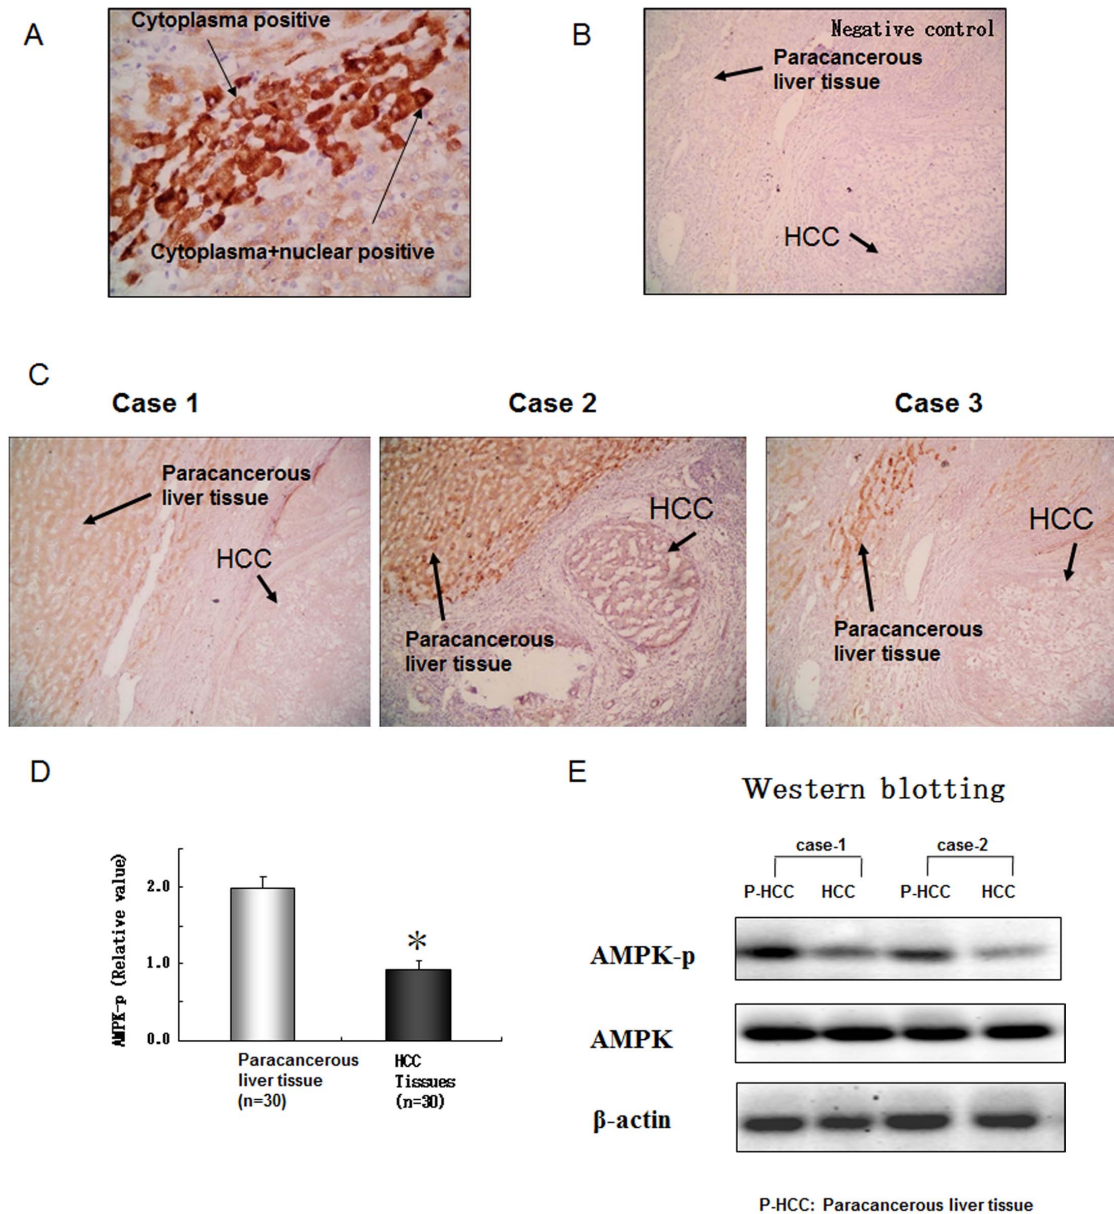 A
Cytoplasma positive
Cytoplasma+nuclear positive
B
Negative control
Paracancerous
liver tissue
HCC
C
Case 1
Case 2
Case 3
Paracancerous
liver tissue
HCC
HCC
Paracancerous
liver tissue
HCC
Paracancerous
liver tissue
D
AMPK-p (Relative value)
2.0
1.0
0.0
*
Paracancerous
liver tissue
(n=30)
HCC
Tissues
(n=30)
E
Western blotting
case-1
case-2
P-HCC
HCC
P-HCC
HCC
AMPK-p
AMPK
β-actin
P-HCC: Paracancerous liver tissue